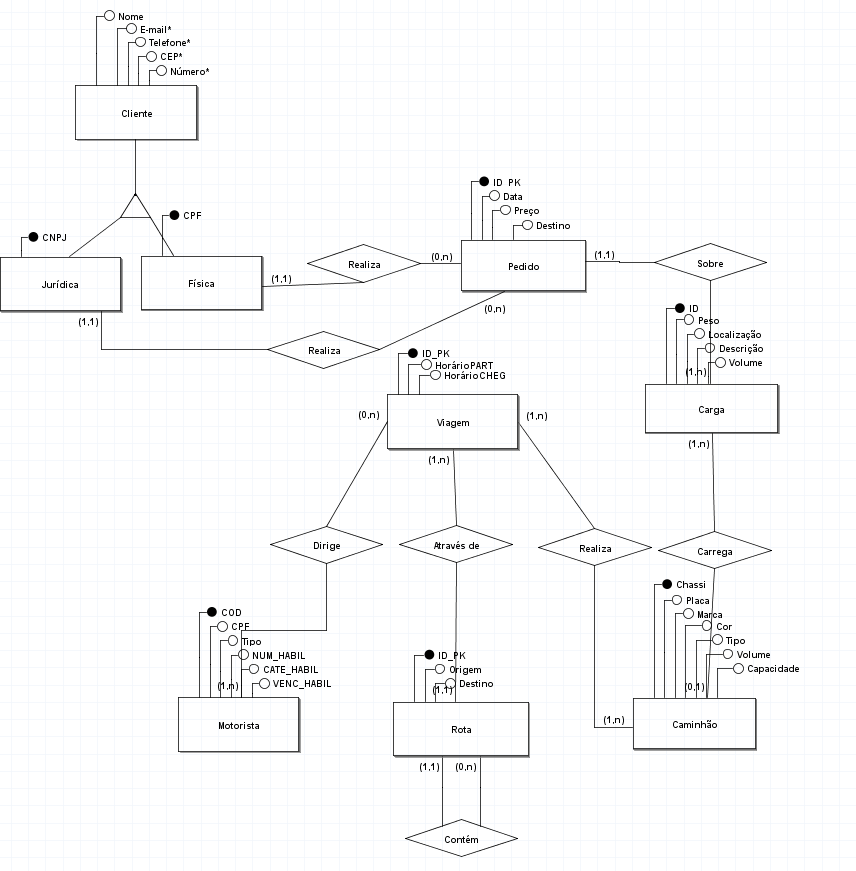 Nome
E-mail*
Telefone*
CEP*
Número*
Cliente
CNPJ
CPF
Jurídica
Física
(1,1)
(1,1)
Realiza
Realiza
(0,n)
(0,n)
ID_PK
Data
Preço
Destino
Pedido
(1,1)
Sobre
ID
Peso
Localização
Descrição
Volume
(1,n)
Carga
(1,n)
ID_PK
HorárioPART
HorárioCHEG
Viagem
(0,n)
(1,n)
(1,n)
Dirige
Através de
Realiza
Carrega
COD
CPF
Tipo
NUM_HABIL
CATE_HABIL
VENC_HABIL
(1,n)
Motorista
ID_PK
Origem
Destino
(1,1)
Rota
(1,1)
(0,n)
Contém
Chassi
Placa
Marca
Cor
Tipo
Volume
Capacidade
(0,1)
(1,n)
Caminhão